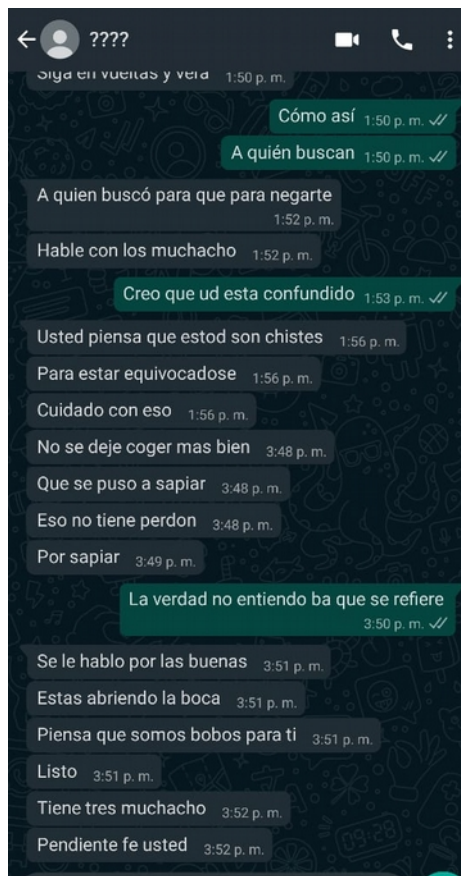 ????
Siga en vueltas y verá 1:50 p. m.
Cómo así 1:50 p. m.
A quién buscan 1:50 p. m.
A quien buscó para que para negarte
1:52 p. m.
Hable con los muchacho 1:52 p. m.
Creo que ud esta confundido 1:53 p. m.
Usted piensa que estod son chistes 1:56 p. m.
Para estar equivocadose 1:56 p. m.
Cuidado con eso 1:56 p. m.
No se deje coger mas bien 3:48 p. m.
Que se puso a sapiar 3:48 p. m.
Eso no tiene perdon 3:48 p. m.
Por sapiar 3:49 p. m.
La verdad no entiendo ba que se refiere
3:50 p. m.
Se le hablo por las buenas 3:51 p. m.
Estas abriendo la boca 3:51 p. m.
Piensa que somos bobos para ti 3:51 p. m.
Listo 3:51 p. m.
Tiene tres muchacho 3:52 p. m.
Pendiente fe usted 3:52 p. m.